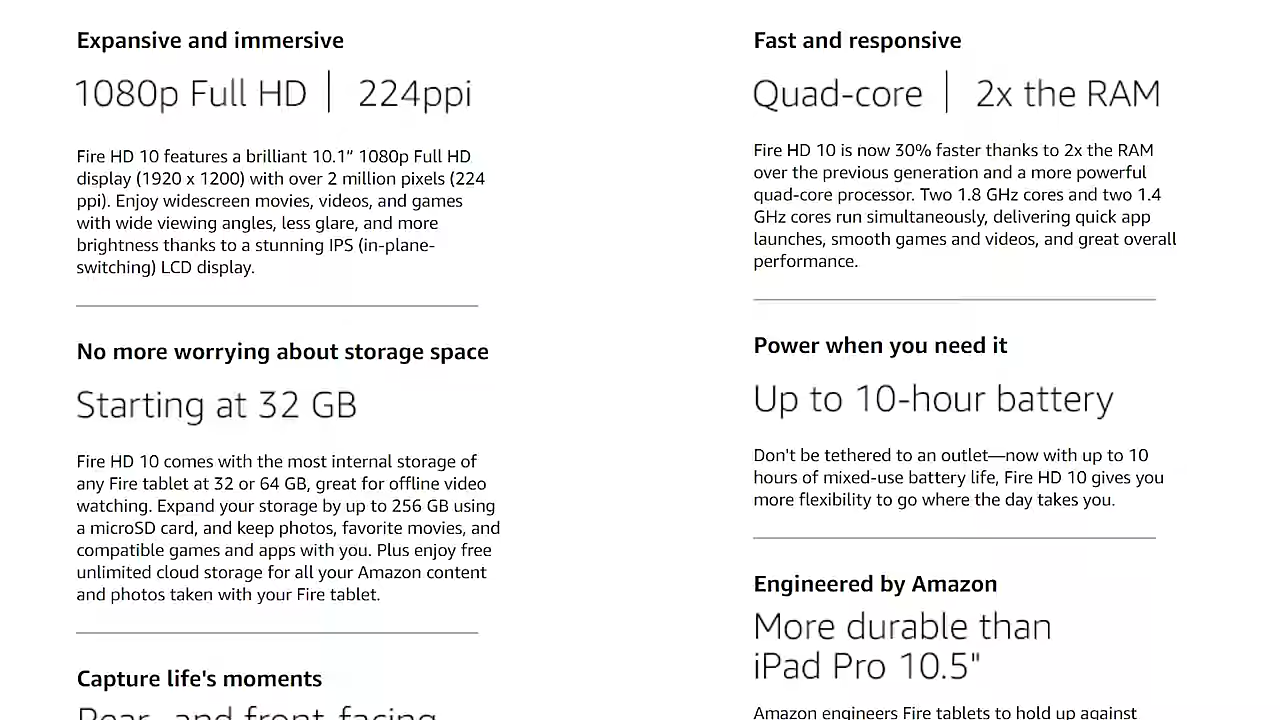 Expansive and immersive
1080p Full HD | 224ppi
Fire HD 10 features a brilliant 10.1” 1080p Full HD
display (1920 x 1200) with over 2 million pixels (224
ppi). Enjoy widescreen movies, videos, and games
with wide viewing angles, less glare, and more
brightness thanks to a stunning IPS (in-plane-
switching) LCD display.
No more worrying about storage space
Starting at 32 GB
Fire HD 10 comes with the most internal storage of
any Fire tablet at 32 or 64 GB, great for offline video
watching. Expand your storage by up to 256 GB using
a microSD card, and keep photos, favorite movies, and
compatible games and apps with you. Plus enjoy free
unlimited cloud storage for all your Amazon content
and photos taken with your Fire tablet.
Capture life's moments
Rear- and front-facing
Fast and responsive
Quad-core | 2x the RAM
Fire HD 10 is now 30% faster thanks to 2x the RAM
over the previous generation and a more powerful
quad-core processor. Two 1.8 GHz cores and two 1.4
GHz cores run simultaneously, delivering quick app
launches, smooth games and videos, and great overall
performance.
Power when you need it
Up to 10-hour battery
Don't be tethered to an outlet—now with up to 10
hours of mixed-use battery life, Fire HD 10 gives you
more flexibility to go where the day takes you.
Engineered by Amazon
More durable than
iPad Pro 10.5"
Amazon engineers Fire tablets to hold up against